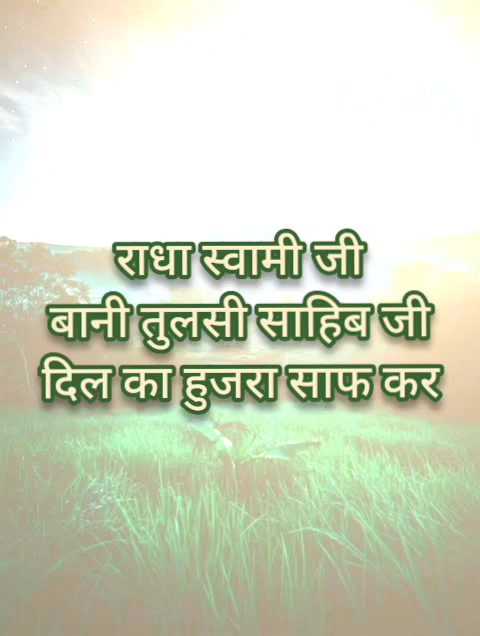 राधा स्वामी जी
बानी तुलसी साहिब जी
दिल का हुजरा साफ कर